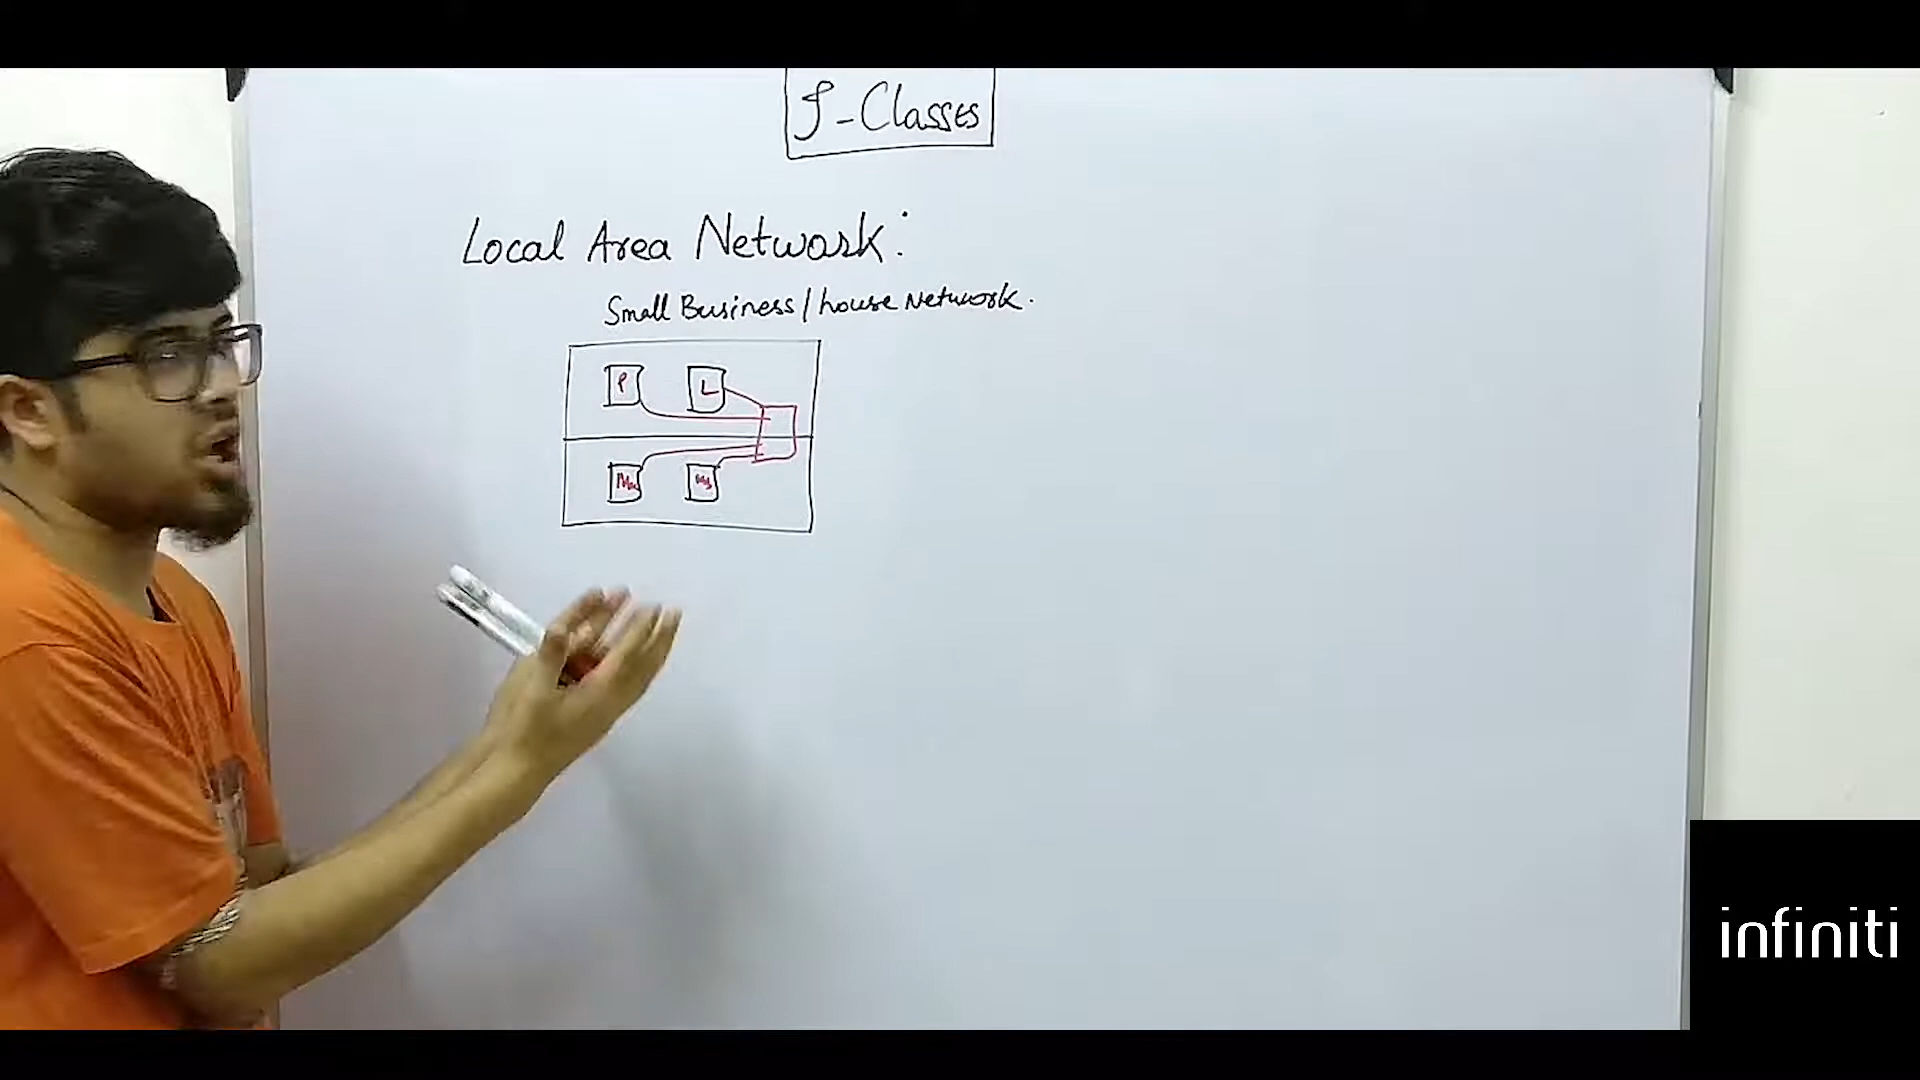 J-Classes
Local Area Network:
Small Business/house Network.
P L
infiniti